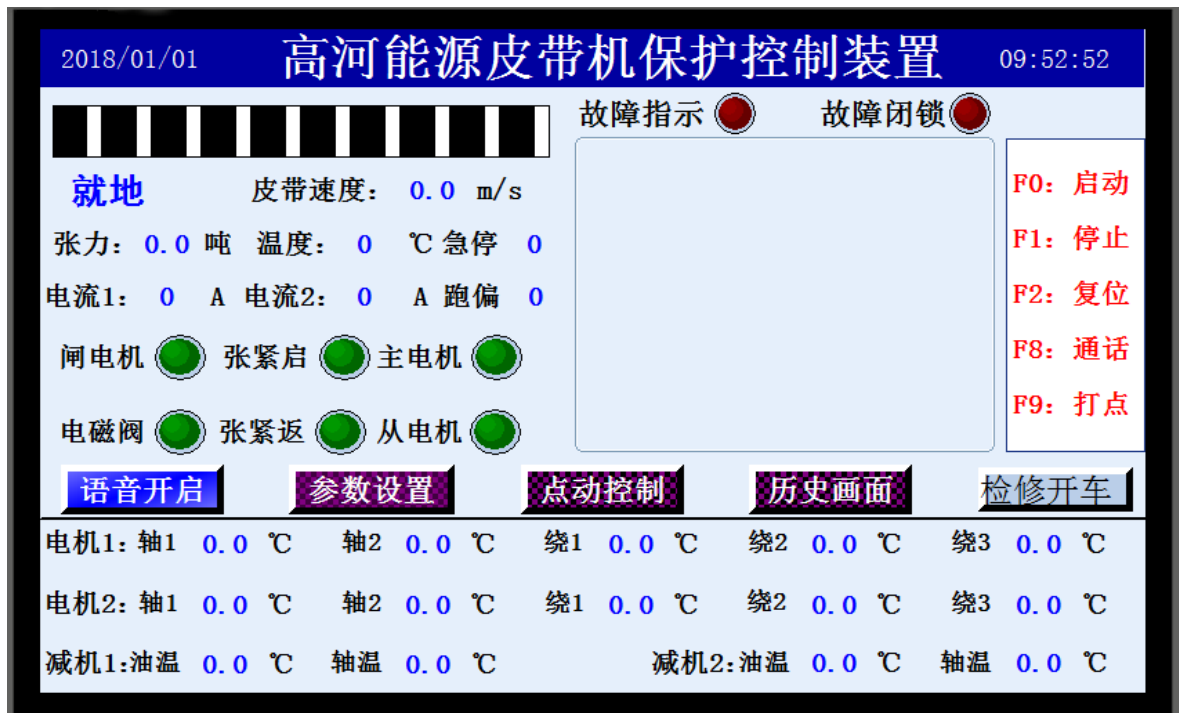 2018/01/01 高河能源皮带机保护控制装置 09:52:52
故障指示 故障闭锁
就地 皮带速度: 0.0 m/s
张力: 0.0 吨 温度: 0 ℃ 急停 0
电流1: 0 A 电流2: 0 A 跑偏 0
闸电机 张紧启 主电机
电磁阀 张紧返 从电机
F0: 启动
F1: 停止
F2: 复位
F8: 通话
F9: 打点
语音开启 参数设置 点动控制 历史画面 检修开车
电机1: 轴1 0.0 ℃ 轴2 0.0 ℃ 绕1 0.0 ℃ 绕2 0.0 ℃ 绕3 0.0 ℃
电机2: 轴1 0.0 ℃ 轴2 0.0 ℃ 绕1 0.0 ℃ 绕2 0.0 ℃ 绕3 0.0 ℃
减机1:油温 0.0 ℃ 轴温 0.0 ℃ 减机2:油温 0.0 ℃ 轴温 0.0 ℃